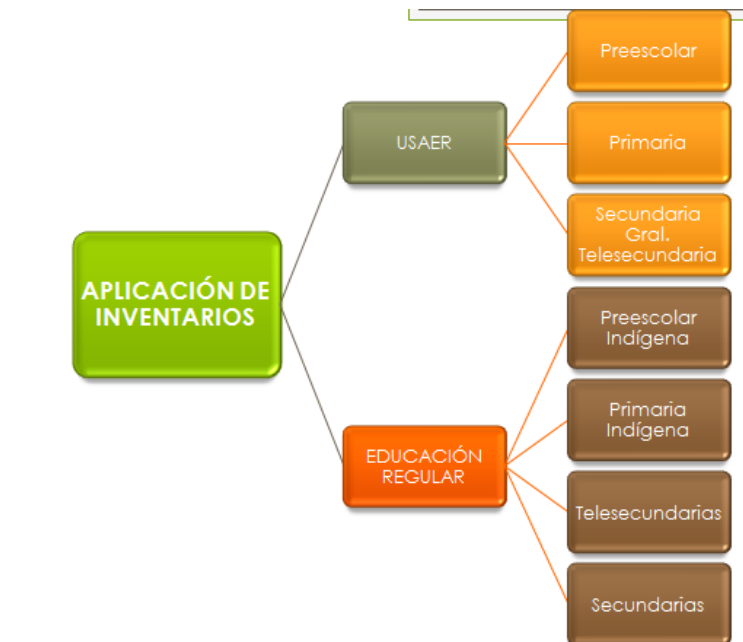 APLICACIÓN DE
INVENTARIOS
USAER
Preescolar
Primaria
Secundaria
Gral.
Telesecundaria
EDUCACIÓN
REGULAR
Preescolar
Indígena
Primaria
Indígena
Telesecundarias
Secundarias